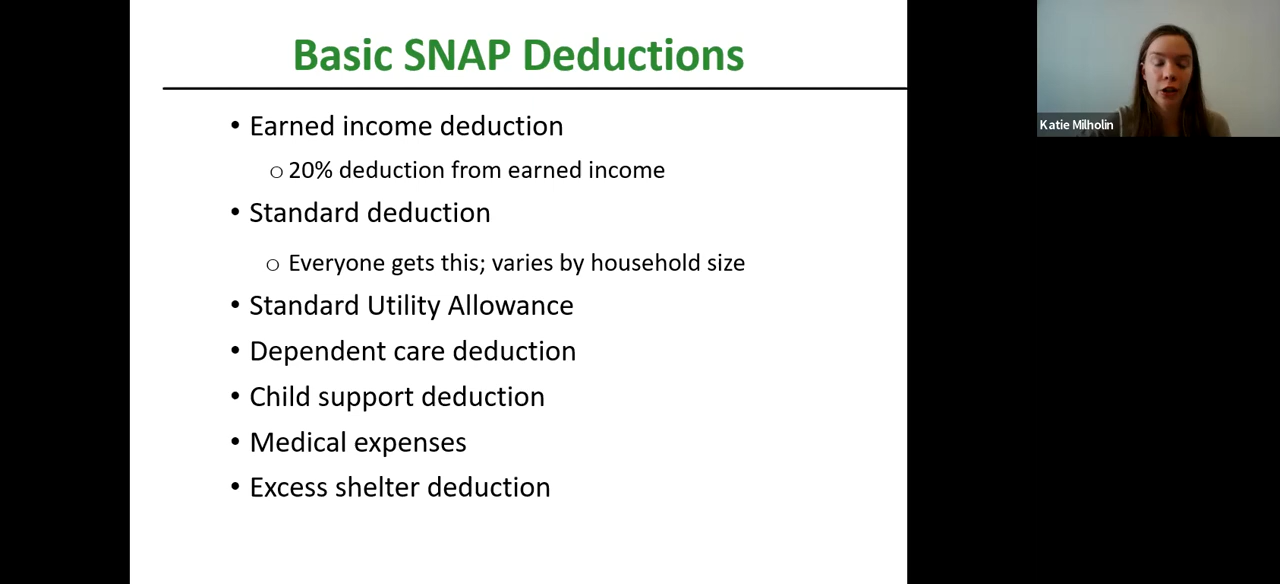 Basic SNAP Deductions
• Earned income deduction
○ 20% deduction from earned income
• Standard deduction
○ Everyone gets this; varies by household size
• Standard Utility Allowance
• Dependent care deduction
• Child support deduction
• Medical expenses
• Excess shelter deduction
Katie Milholin